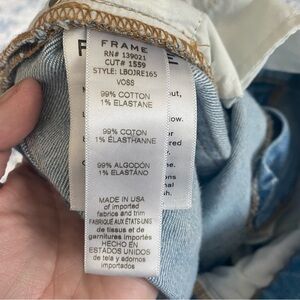 FRAME
RN# 139021
CUT# 1559
STYLE: LBOJRE165
VOSS
99% COTTON
1% ELASTANE
99% COTON
1% ELASTHANNE
99% ALGODÓN
1% ELASTANO
MADE IN USA
of imported
fabrics and trim
FABRIQUÉ AUX ÉTATS-UNIS
de tissus et de
garnitures importés
HECHO EN
ESTADOS UNIDOS
de tela y adornos
importados